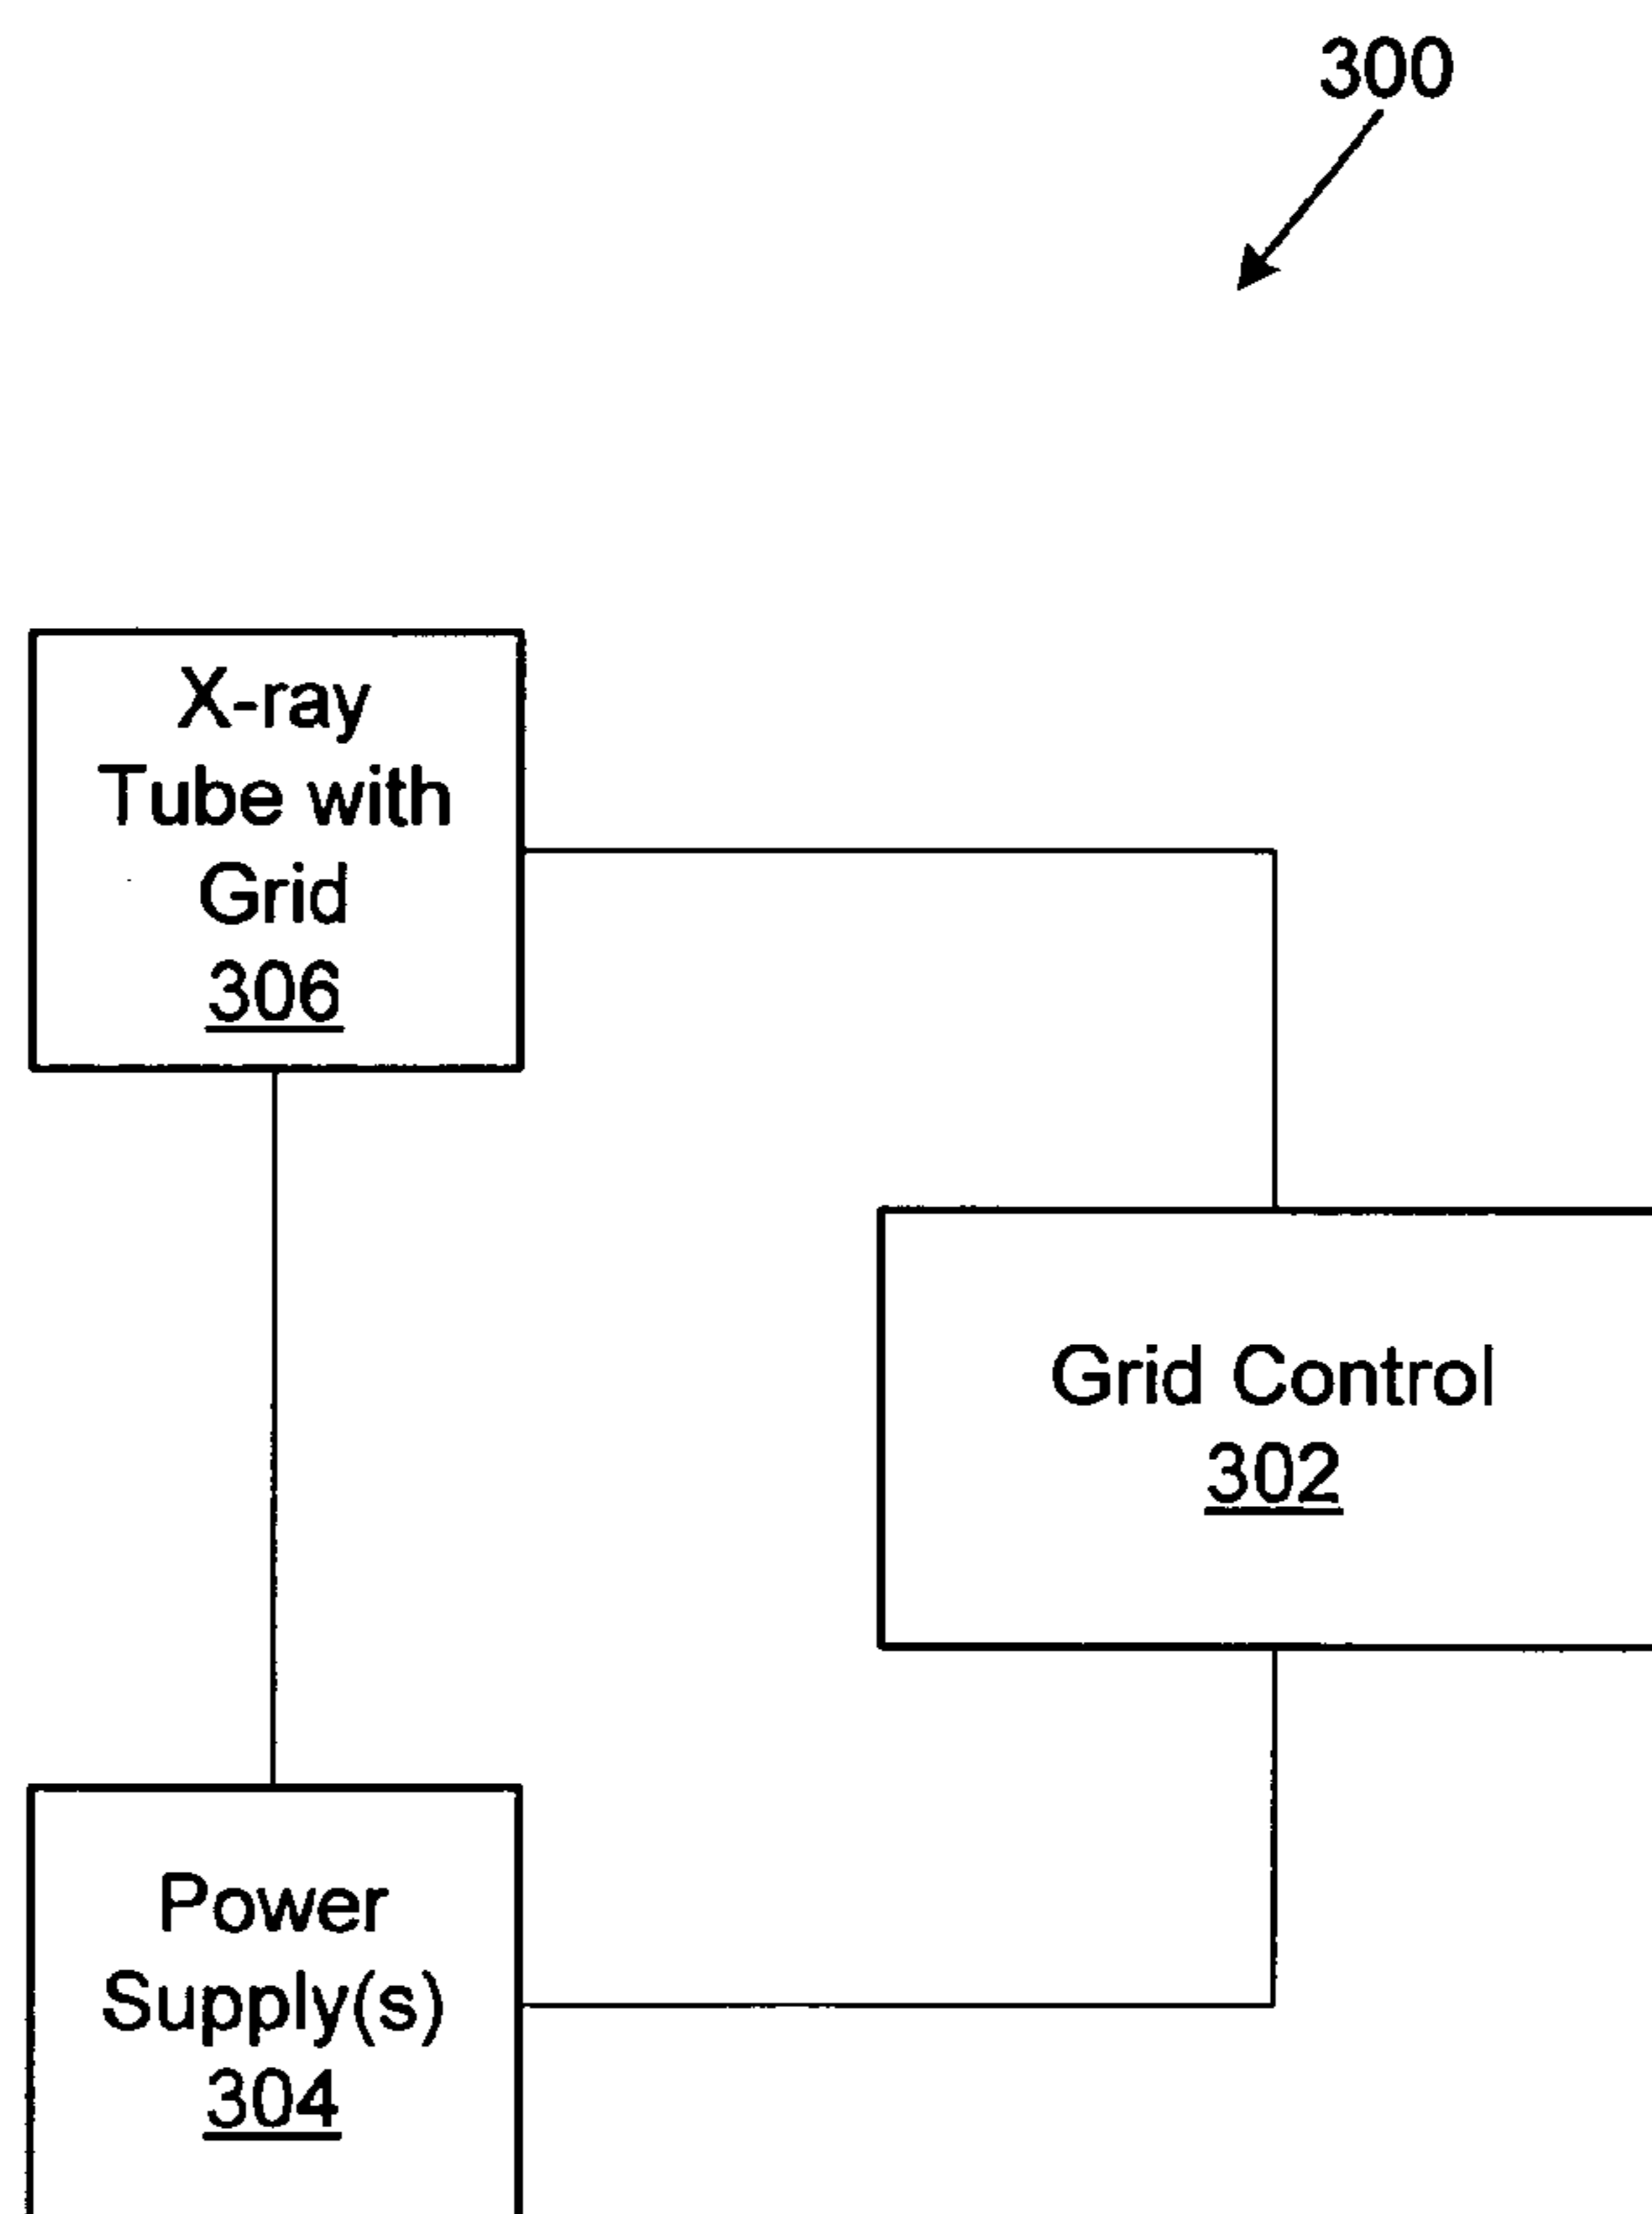 300
X-ray
Tube with
Grid
306
Grid Control
302
Power
Supply(s)
304